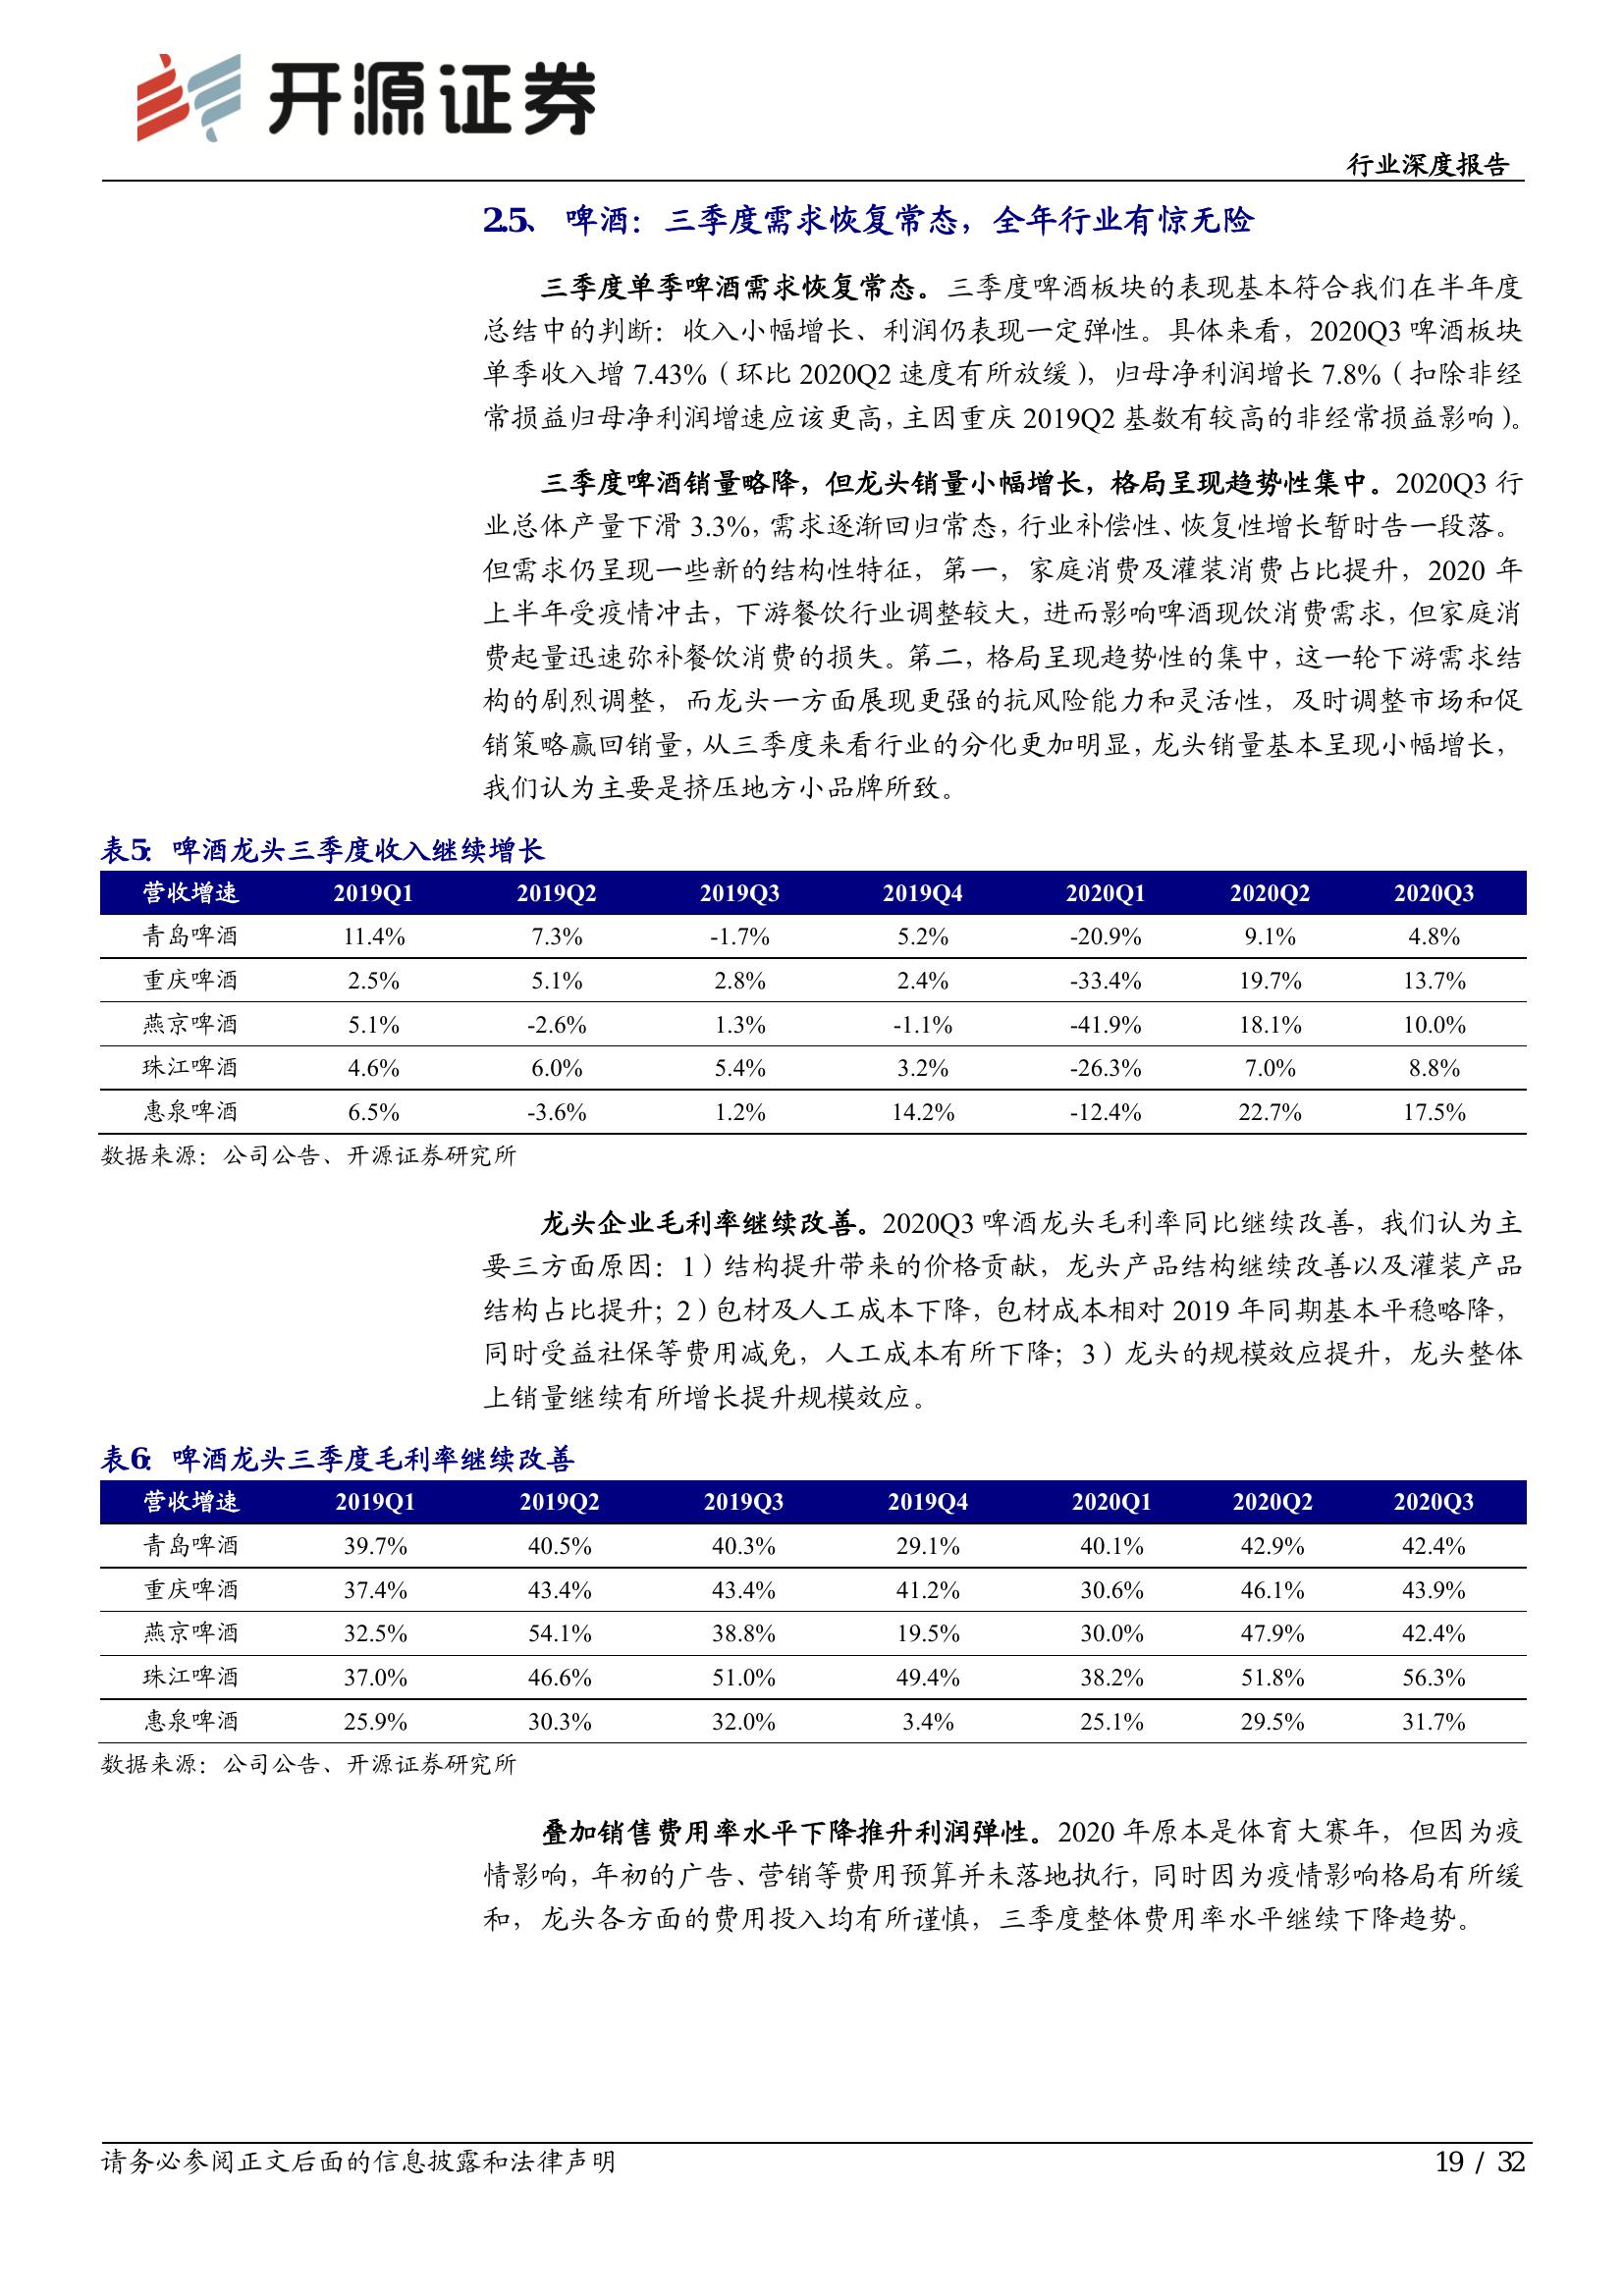 开源证券
行业深度报告
2.5、 啤酒：三季度需求恢复常态，全年行业有惊无险
三季度单季啤酒需求恢复常态。三季度啤酒板块的表现基本符合我们在半年度
总结中的判断：收入小幅增长、利润仍表现一定弹性。具体来看，2020Q3 啤酒板块
单季收入增 7.43%（环比 2020Q2 速度有所放缓），归母净利润增长 7.8%（扣除非经
常损益归母净利润增速应该更高，主因重庆 2019Q2 基数有较高的非经常损益影响）。
三季度啤酒销量略降，但龙头销量小幅增长，格局呈现趋势性集中。2020Q3 行
业总体产量下滑 3.3%，需求逐渐回归常态，行业补偿性、恢复性增长暂时告一段落。
但需求仍呈现一些新的结构性特征，第一，家庭消费及灌装消费占比提升，2020 年
上半年受疫情冲击，下游餐饮行业调整较大，进而影响啤酒现饮消费需求，但家庭消
费起量迅速弥补餐饮消费的损失。第二，格局呈现趋势性的集中，这一轮下游需求结
构的剧烈调整，而龙头一方面展现更强的抗风险能力和灵活性，及时调整市场和促
销策略赢回销量，从三季度来看行业的分化更加明显，龙头销量基本呈现小幅增长，
我们认为主要是挤压地方小品牌所致。
表5：啤酒龙头三季度收入继续增长
营收增速 2019Q1 2019Q2 2019Q3 2019Q4 2020Q1 2020Q2 2020Q3
青岛啤酒 11.4% 7.3% -1.7% 5.2% -20.9% 9.1% 4.8%
重庆啤酒 2.5% 5.1% 2.8% 2.4% -33.4% 19.7% 13.7%
燕京啤酒 5.1% -2.6% 1.3% -1.1% -41.9% 18.1% 10.0%
珠江啤酒 4.6% 6.0% 5.4% 3.2% -26.3% 7.0% 8.8%
惠泉啤酒 6.5% -3.6% 1.2% 14.2% -12.4% 22.7% 17.5%
数据来源：公司公告、开源证券研究所
龙头企业毛利率继续改善。2020Q3 啤酒龙头毛利率同比继续改善，我们认为主
要三方面原因：1）结构提升带来的价格贡献，龙头产品结构继续改善以及灌装产品
结构占比提升；2）包材及人工成本下降，包材成本相对 2019 年同期基本平稳略降，
同时受益社保等费用减免，人工成本有所下降；3）龙头的规模效应提升，龙头整体
上销量继续有所增长提升规模效应。
表6：啤酒龙头三季度毛利率继续改善
营收增速 2019Q1 2019Q2 2019Q3 2019Q4 2020Q1 2020Q2 2020Q3
青岛啤酒 39.7% 40.5% 40.3% 29.1% 40.1% 42.9% 42.4%
重庆啤酒 37.4% 43.4% 43.4% 41.2% 30.6% 46.1% 43.9%
燕京啤酒 32.5% 54.1% 38.8% 19.5% 30.0% 47.9% 42.4%
珠江啤酒 37.0% 46.6% 51.0% 49.4% 38.2% 51.8% 56.3%
惠泉啤酒 25.9% 30.3% 32.0% 3.4% 25.1% 29.5% 31.7%
数据来源：公司公告、开源证券研究所
叠加销售费用率水平下降推升利润弹性。2020 年原本是体育大赛年，但因为疫
情影响，年初的广告、营销等费用预算并未落地执行，同时因为疫情影响格局有所缓
和，龙头各方面的费用投入均有所谨慎，三季度整体费用率水平继续下降趋势。
请务必参阅正文后面的信息披露和法律声明
19 / 32